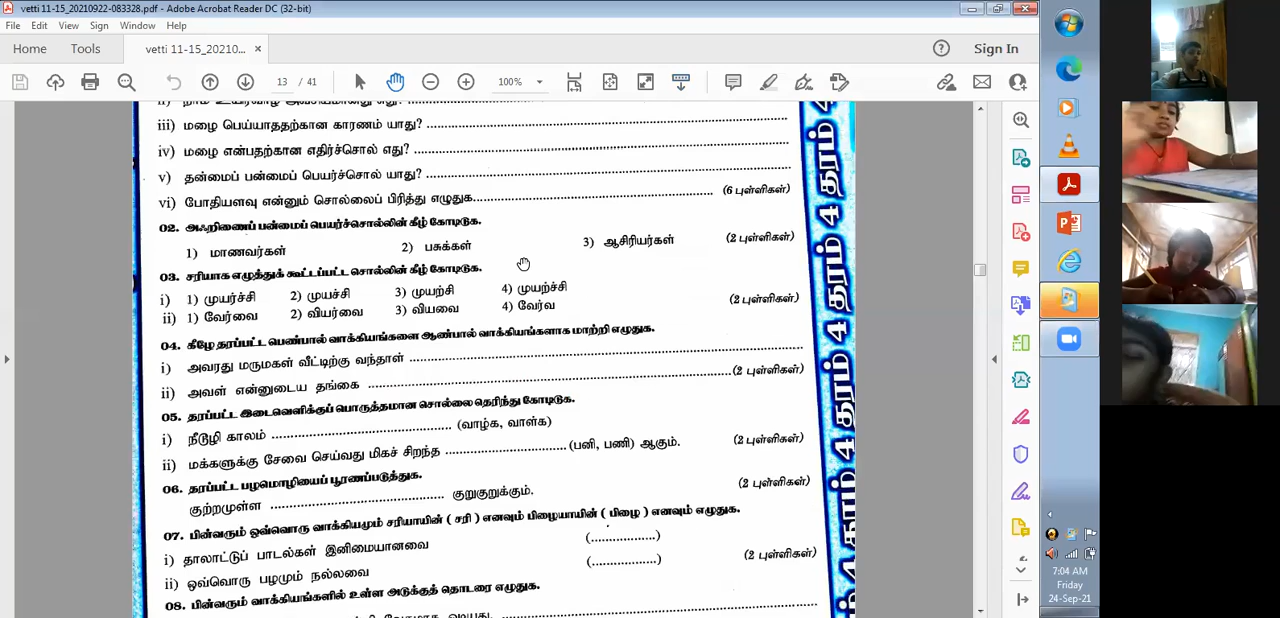 vetti 11-15_20210922-083328.pdf - Adobe Acrobat Reader DC (32-bit)
File Edit View Sign Window Help
Home Tools vetti 11-15_20210... × Sign In
13 / 41 100%
iii) மழை பெய்யாததற்கான காரணம் யாது?
iv) மழை என்பதற்கான எதிர்ச்சொல் எது?
v) தன்மைப் பன்மைப் பெயர்ச்சொல் யாது?
vi) போதியளவு என்னும் சொல்லைப் பிரித்து எழுதுக. (6 புள்ளிகள்)
02. அஃறிணைப் பன்மைப் பெயர்ச்சொல்லின் கீழ் கோடிடுக.
1) மாணவர்கள் 2) பசுக்கள் 3) ஆசிரியர்கள் (2 புள்ளிகள்)
03. சரியாக எழுத்துக் கூட்டப்பட்ட சொல்லின் கீழ் கோடிடுக.
i) 1) முயர்ச்சி 2) முயச்சி 3) முயற்சி 4) முயற்ச்சி
ii) 1) வேர்வை 2) வியர்வை 3) வியவை 4) வேர்வ (2 புள்ளிகள்)
04. கீழே தரப்பட்ட பெண்பால் வாக்கியங்களை ஆண்பால் வாக்கியங்களாக மாற்றி எழுதுக.
i) அவரது மருமகள் வீட்டிற்கு வந்தாள்
ii) அவள் என்னுடைய தங்கை (2 புள்ளிகள்)
05. தரப்பட்ட இடைவெளிக்குப் பொருத்தமான சொல்லை தெரிந்து கோடிடுக.
i) நீடூழி காலம் (வாழ்க, வாள்க)
ii) மக்களுக்கு சேவை செய்வது மிகச் சிறந்த (பனி, பணி) ஆகும். (2 புள்ளிகள்)
06. தரப்பட்ட பழமொழியைப் பூரணப்படுத்துக.
குற்றமுள்ள குறுகுறுக்கும். (2 புள்ளிகள்)
07. பின்வரும் ஒவ்வொரு வாக்கியமும் சரியாயின் ( சரி ) எனவும் பிழையாயின் ( பிழை ) எனவும் எழுதுக.
i) தாலாட்டுப் பாடல்கள் இனிமையானவை (..................)
ii) ஒவ்வொரு பழமும் நல்லவை (..................) (2 புள்ளிகள்)
08. பின்வரும் வாக்கியங்களில் உள்ள அடுக்குத் தொடரை எழுதுக.
தரம் 4 தரம் 4 தரம் 4 தரம் 4
7:04 AM
Friday
24-Sep-21